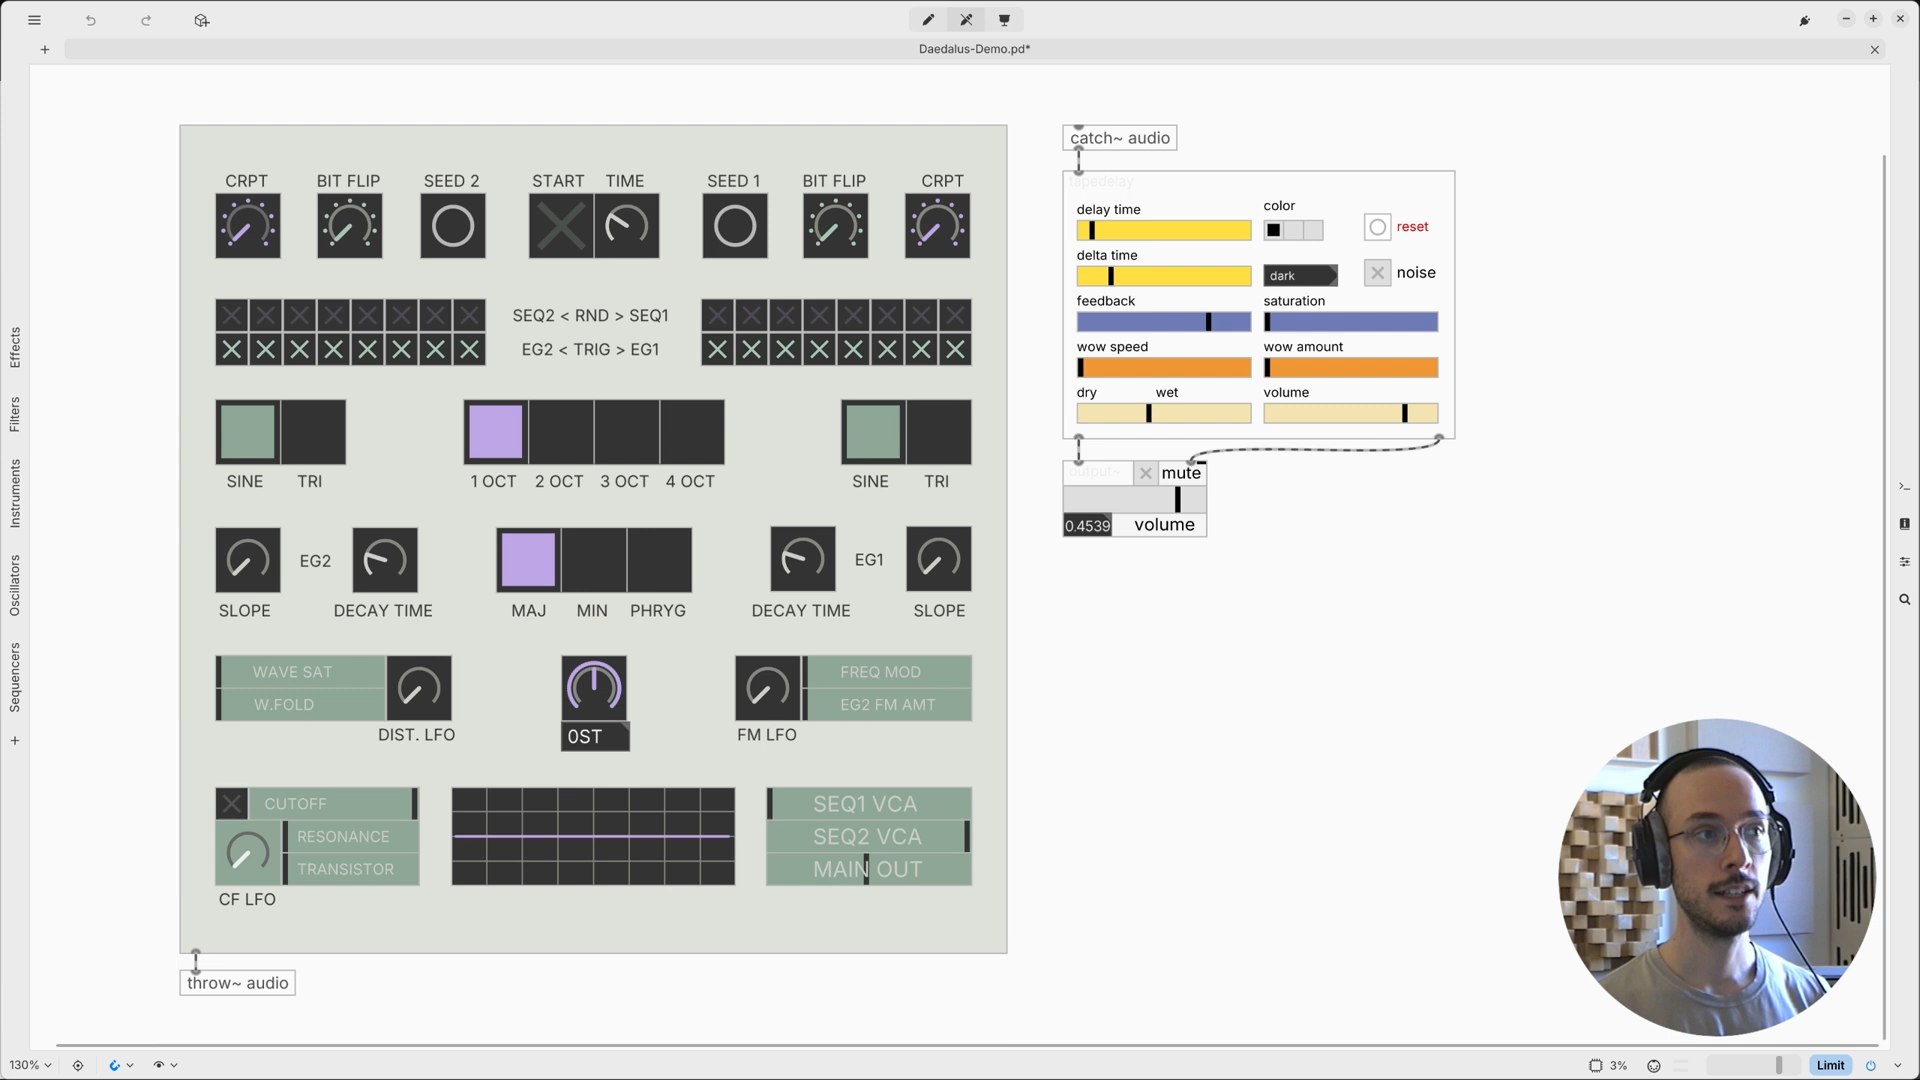 Daedalus-Demo.pd*
Effects
Filters
Instruments
Oscillators
Sequencers
CRPT BIT FLIP SEED 2 START TIME SEED 1 BIT FLIP CRPT
SEQ2 < RND > SEQ1
EG2 < TRIG > EG1
SINE TRI 1 OCT 2 OCT 3 OCT 4 OCT SINE TRI
EG2 EG1
SLOPE DECAY TIME MAJ MIN PHRYG DECAY TIME SLOPE
WAVE SAT FREQ MOD
W.FOLD EG2 FM AMT
DIST. LFO 0ST FM LFO
CUTOFF SEQ1 VCA
RESONANCE SEQ2 VCA
TRANSISTOR MAIN OUT
CF LFO
throw~ audio
catch~ audio
tapedelay
delay time color
reset
delta time
dark noise
feedback saturation
wow speed wow amount
dry wet volume
output~ mute
0.4539 volume
130% 3% Limit